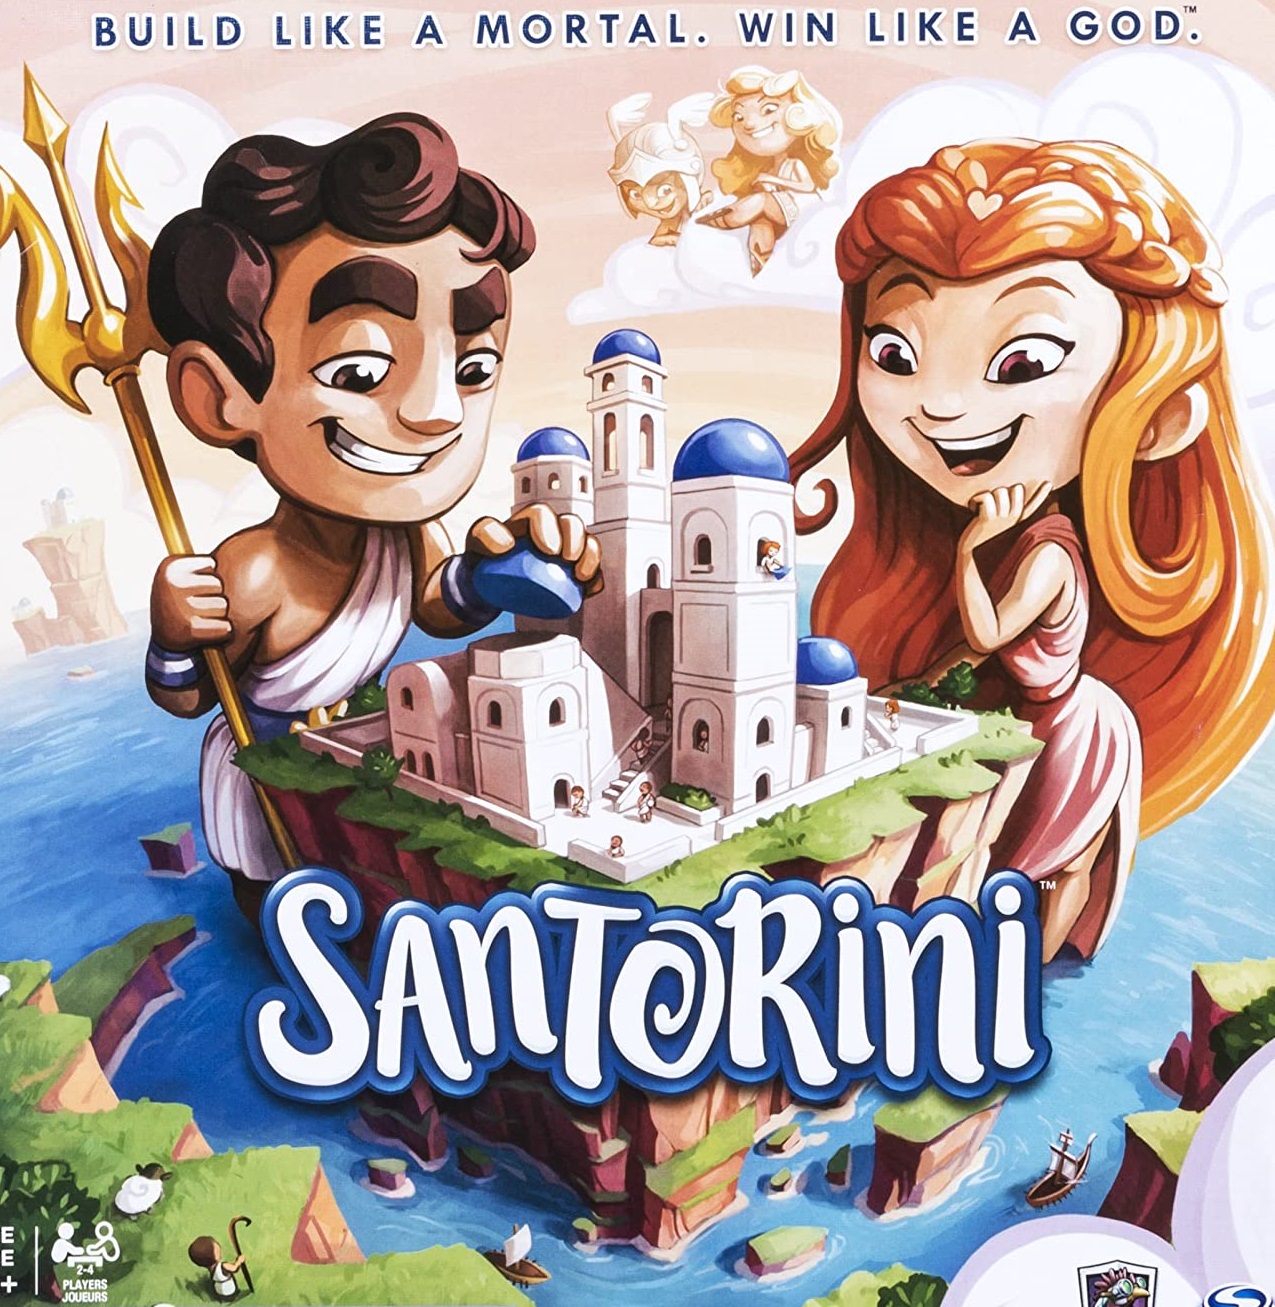 BUILD LIKE A MORTAL. WIN LIKE A GOD.™
SANTORINI™
E
E
+
2-4
PLAYERS
JOUEURS